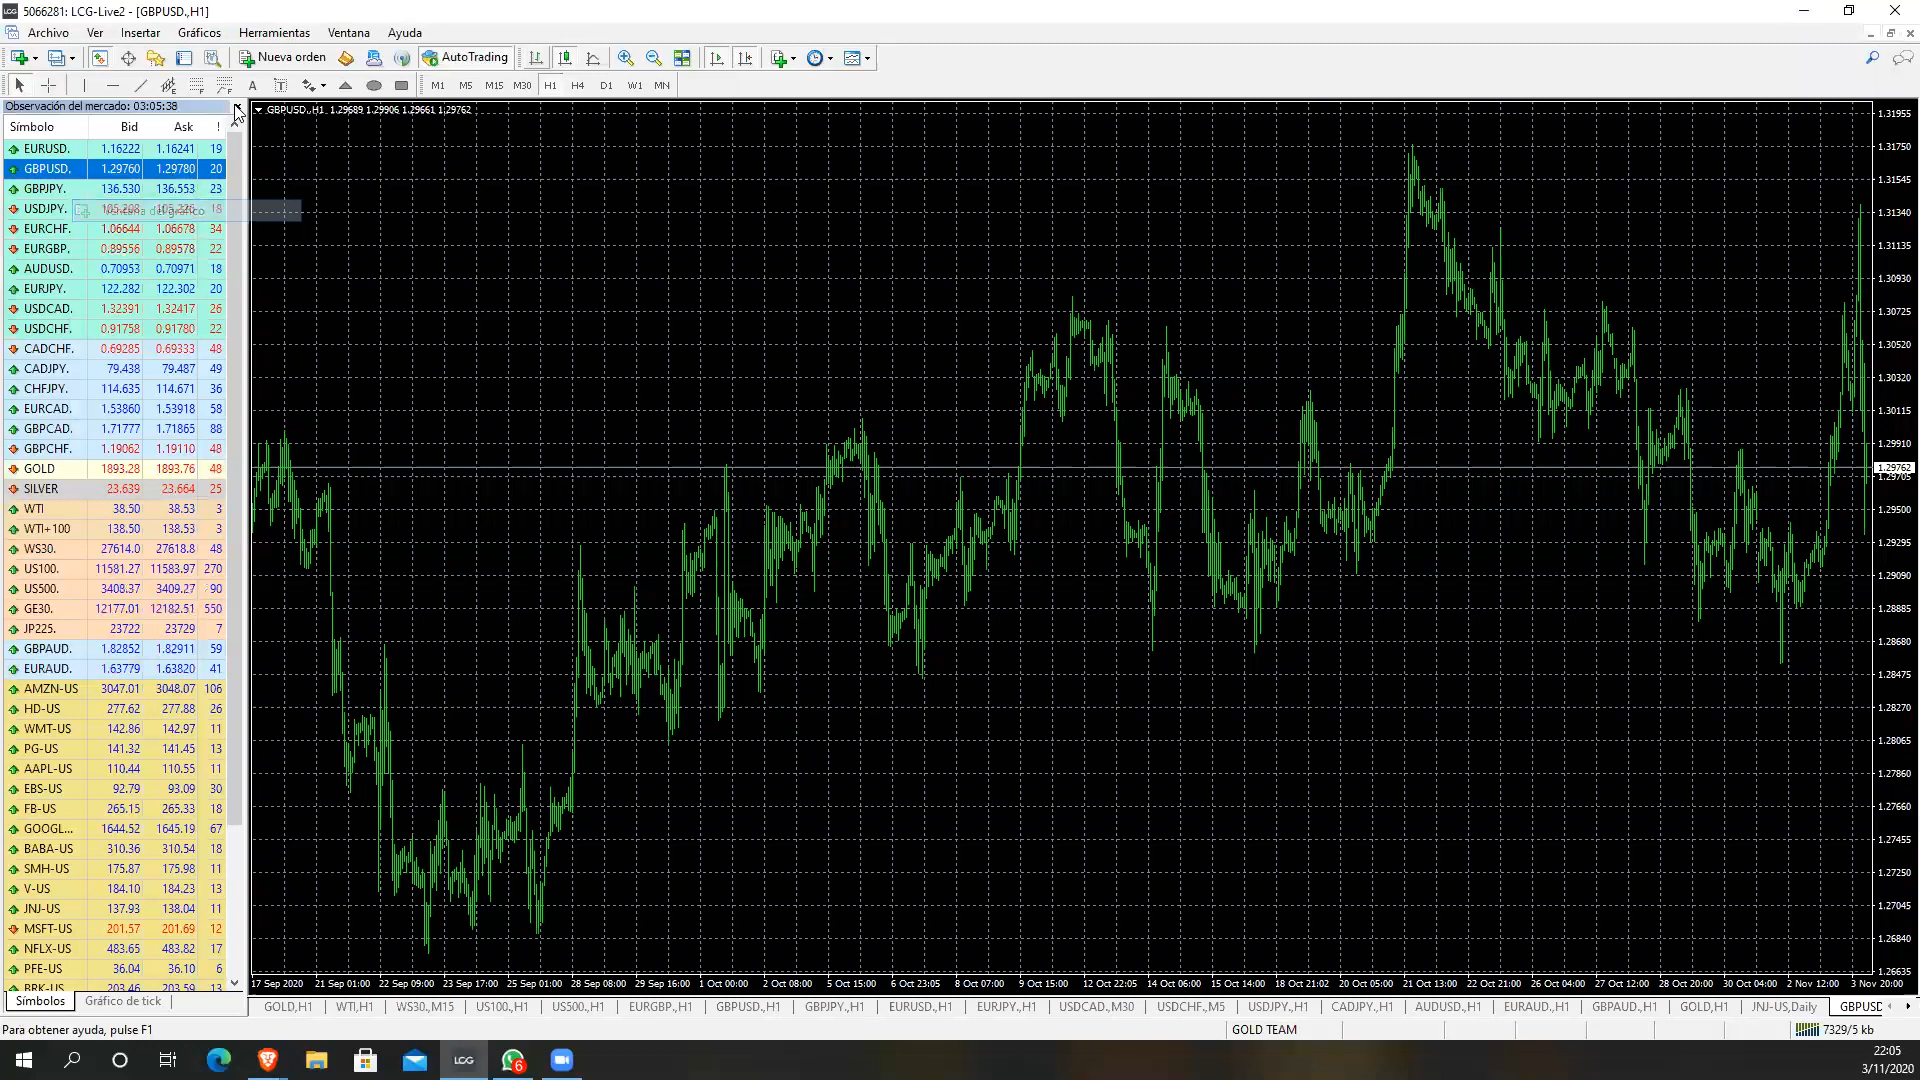 5066281: LCG-Live2 - [GBPUSD.,H1]
Archivo Ver Insertar Gráficos Herramientas Ventana Ayuda
Nueva orden AutoTrading
A T M1 M5 M15 M30 H1 H4 D1 W1 MN
Observación del mercado: 03:05:38
Símbolo Bid Ask !
EURUSD. 1.16222 1.16241 19
GBPUSD. 1.29760 1.29780 20
GBPJPY. 136.530 136.553 23
USDJPY. 18
EURCHF. 1.06644 1.06678 34
EURGBP. 0.89556 0.89578 22
AUDUSD. 0.70953 0.70971 18
EURJPY. 122.282 122.302 20
USDCAD. 1.32391 1.32417 26
USDCHF. 0.91758 0.91780 22
CADCHF. 0.69285 0.69333 48
CADJPY. 79.438 79.487 49
CHFJPY. 114.635 114.671 36
EURCAD. 1.53860 1.53918 58
GBPCAD. 1.71777 1.71865 88
GBPCHF. 1.19062 1.19110 48
GOLD 1893.28 1893.76 48
SILVER 23.639 23.664 25
WTI 38.50 38.53 3
WTI+100 138.50 138.53 3
WS30. 27614.0 27618.8 48
US100. 11581.27 11583.97 270
US500. 3408.37 3409.27 90
GE30. 12177.01 12182.51 550
JP225. 23722 23729 7
GBPAUD. 1.82852 1.82911 59
EURAUD. 1.63779 1.63820 41
AMZN-US 3047.01 3048.07 106
HD-US 277.62 277.88 26
WMT-US 142.86 142.97 11
PG-US 141.32 141.45 13
AAPL-US 110.44 110.55 11
EBS-US 92.79 93.09 30
FB-US 265.15 265.33 18
GOOGL... 1644.52 1645.19 67
BABA-US 310.36 310.54 18
SMH-US 175.87 175.98 11
V-US 184.10 184.23 13
JNJ-US 137.93 138.04 11
MSFT-US 201.57 201.69 12
NFLX-US 483.65 483.82 17
PFE-US 36.04 36.10 6
BRK-US 203.46 203.59 13
Símbolos Gráfico de tick
GBPUSD.,H1 1.29689 1.29906 1.29661 1.29762
1.31955
1.31750
1.31545
1.31340
1.31135
1.30930
1.30725
1.30520
1.30320
1.30115
1.29910
1.29762
1.29705
1.29500
1.29295
1.29090
1.28885
1.28680
1.28475
1.28270
1.28065
1.27860
1.27660
1.27455
1.27250
1.27045
1.26840
1.26635
17 Sep 2020 21 Sep 01:00 22 Sep 09:00 23 Sep 17:00 25 Sep 01:00 28 Sep 08:00 29 Sep 16:00 1 Oct 00:00 2 Oct 08:00 5 Oct 15:00 6 Oct 23:05 8 Oct 07:00 9 Oct 15:00 12 Oct 22:05 14 Oct 06:00 15 Oct 14:00 18 Oct 21:02 20 Oct 05:00 21 Oct 13:00 22 Oct 21:00 26 Oct 04:00 27 Oct 12:00 28 Oct 20:00 30 Oct 04:00 2 Nov 12:00 3 Nov 20:00
GOLD,H1 WTI,H1 WS30.,M15 US100.,H1 US500.,H1 EURGBP.,H1 GBPUSD.,H1 GBPJPY.,H1 EURUSD.,H1 EURJPY.,H1 USDCAD.,M30 USDCHF.,M5 USDJPY.,H1 CADJPY.,H1 AUDUSD.,H1 EURAUD.,H1 GBPAUD.,H1 GOLD.,H1 JNJ-US,Daily GBPUSD
Para obtener ayuda, pulse F1 GOLD TEAM 7329/5 kb
LCG 6
22:05
3/11/2020